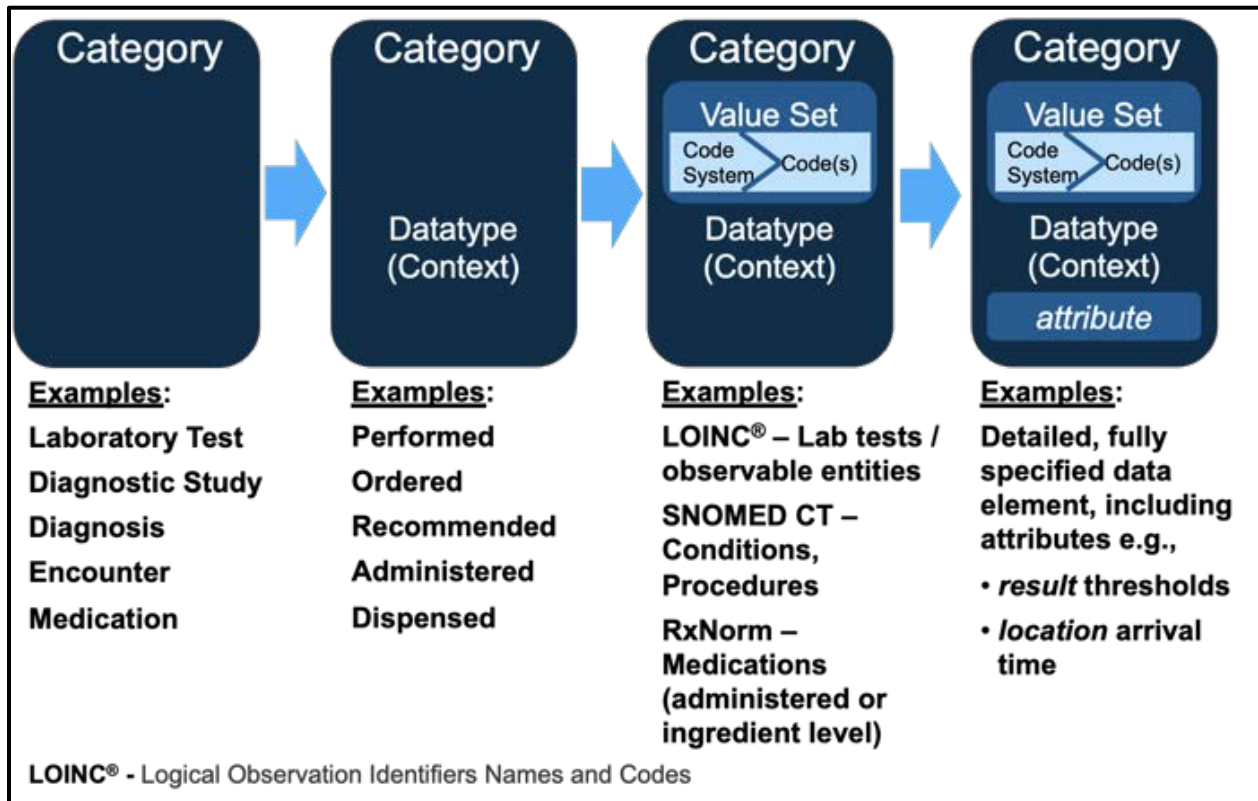 Category
Category
Datatype
(Context)
Category
Value Set
Code
System
Code(s)
Datatype
(Context)
Category
Value Set
Code
System
Code(s)
Datatype
(Context)
attribute
Examples:
Laboratory Test
Diagnostic Study
Diagnosis
Encounter
Medication
Examples:
Performed
Ordered
Recommended
Administered
Dispensed
Examples:
LOINC® – Lab tests /
observable entities
SNOMED CT –
Conditions,
Procedures
RxNorm –
Medications
(administered or
ingredient level)
Examples:
Detailed, fully
specified data
element, including
attributes e.g.,
• result thresholds
• location arrival
time
LOINC® - Logical Observation Identifiers Names and Codes